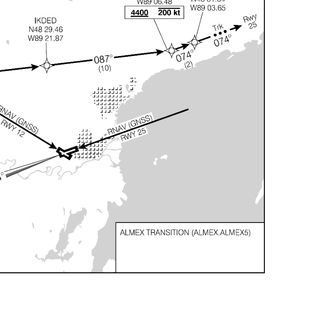 W89 06.48
4400 200 kt
W89 03.65
Trk
074°
Rwy
25
IKDED
N48 29.46
W89 21.87
087°
(10)
074°
(2)
RNAV (GNSS)
RWY 12
RNAV (GNSS)
RWY 25
ALMEX TRANSITION (ALMEX.ALMEX5)